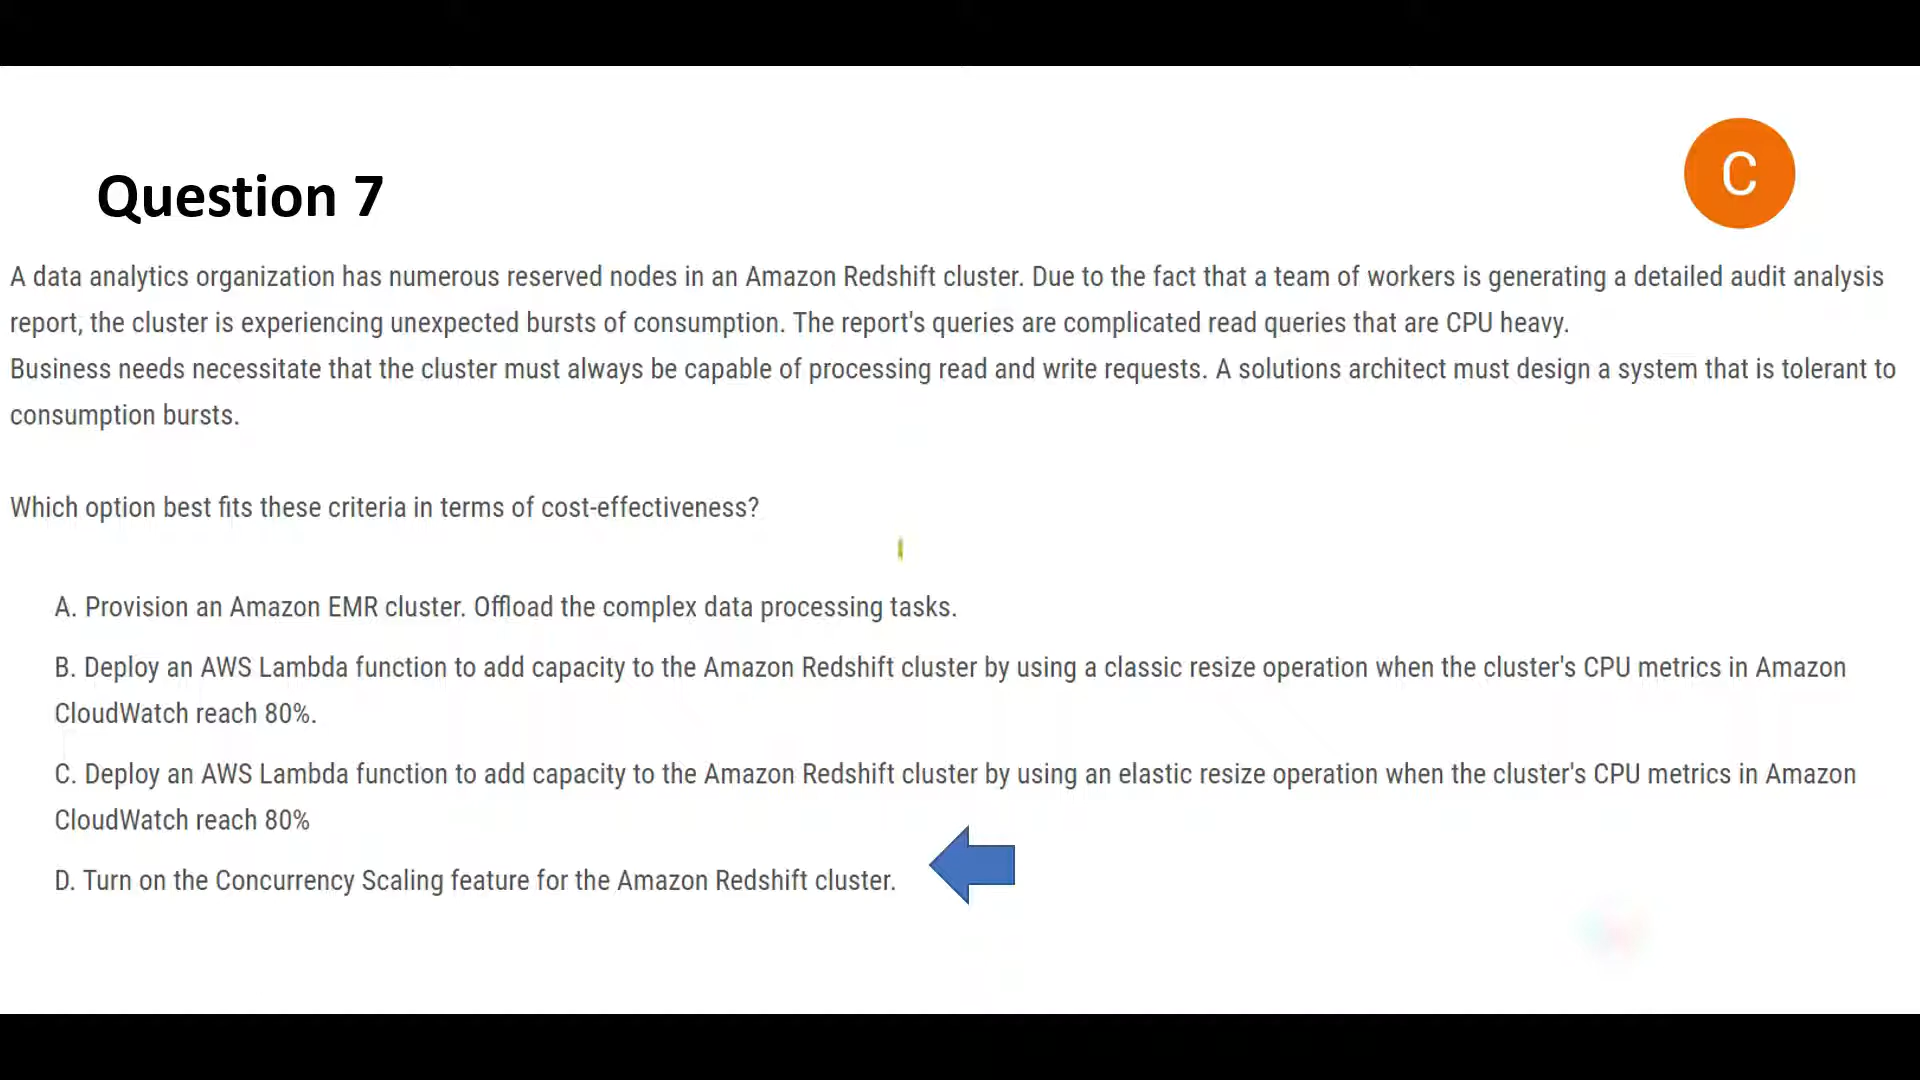 C
Question 7
A data analytics organization has numerous reserved nodes in an Amazon Redshift cluster. Due to the fact that a team of workers is generating a detailed audit analysis
report, the cluster is experiencing unexpected bursts of consumption. The report's queries are complicated read queries that are CPU heavy.
Business needs necessitate that the cluster must always be capable of processing read and write requests. A solutions architect must design a system that is tolerant to
consumption bursts.
Which option best fits these criteria in terms of cost-effectiveness?
A. Provision an Amazon EMR cluster. Offload the complex data processing tasks.
B. Deploy an AWS Lambda function to add capacity to the Amazon Redshift cluster by using a classic resize operation when the cluster's CPU metrics in Amazon
CloudWatch reach 80%.
C. Deploy an AWS Lambda function to add capacity to the Amazon Redshift cluster by using an elastic resize operation when the cluster's CPU metrics in Amazon
CloudWatch reach 80%
D. Turn on the Concurrency Scaling feature for the Amazon Redshift cluster.